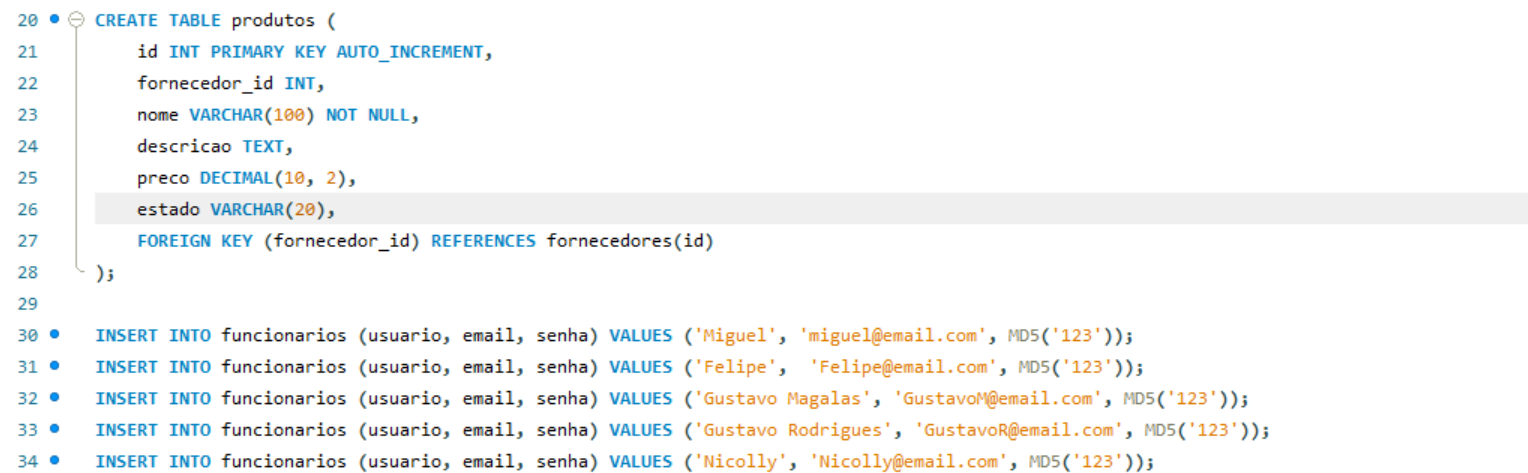 20 CREATE TABLE produtos (
21 id INT PRIMARY KEY AUTO_INCREMENT,
22 fornecedor_id INT,
23 nome VARCHAR(100) NOT NULL,
24 descricao TEXT,
25 preco DECIMAL(10, 2),
26 estado VARCHAR(20),
27 FOREIGN KEY (fornecedor_id) REFERENCES fornecedores(id)
28 );
29
30 INSERT INTO funcionarios (usuario, email, senha) VALUES ('Miguel', 'miguel@email.com', MD5('123'));
31 INSERT INTO funcionarios (usuario, email, senha) VALUES ('Felipe',  'Felipe@email.com', MD5('123'));
32 INSERT INTO funcionarios (usuario, email, senha) VALUES ('Gustavo Magalas', 'GustavoM@email.com', MD5('123'));
33 INSERT INTO funcionarios (usuario, email, senha) VALUES ('Gustavo Rodrigues', 'GustavoR@email.com', MD5('123'));
34 INSERT INTO funcionarios (usuario, email, senha) VALUES ('Nicolly', 'Nicolly@email.com', MD5('123'));